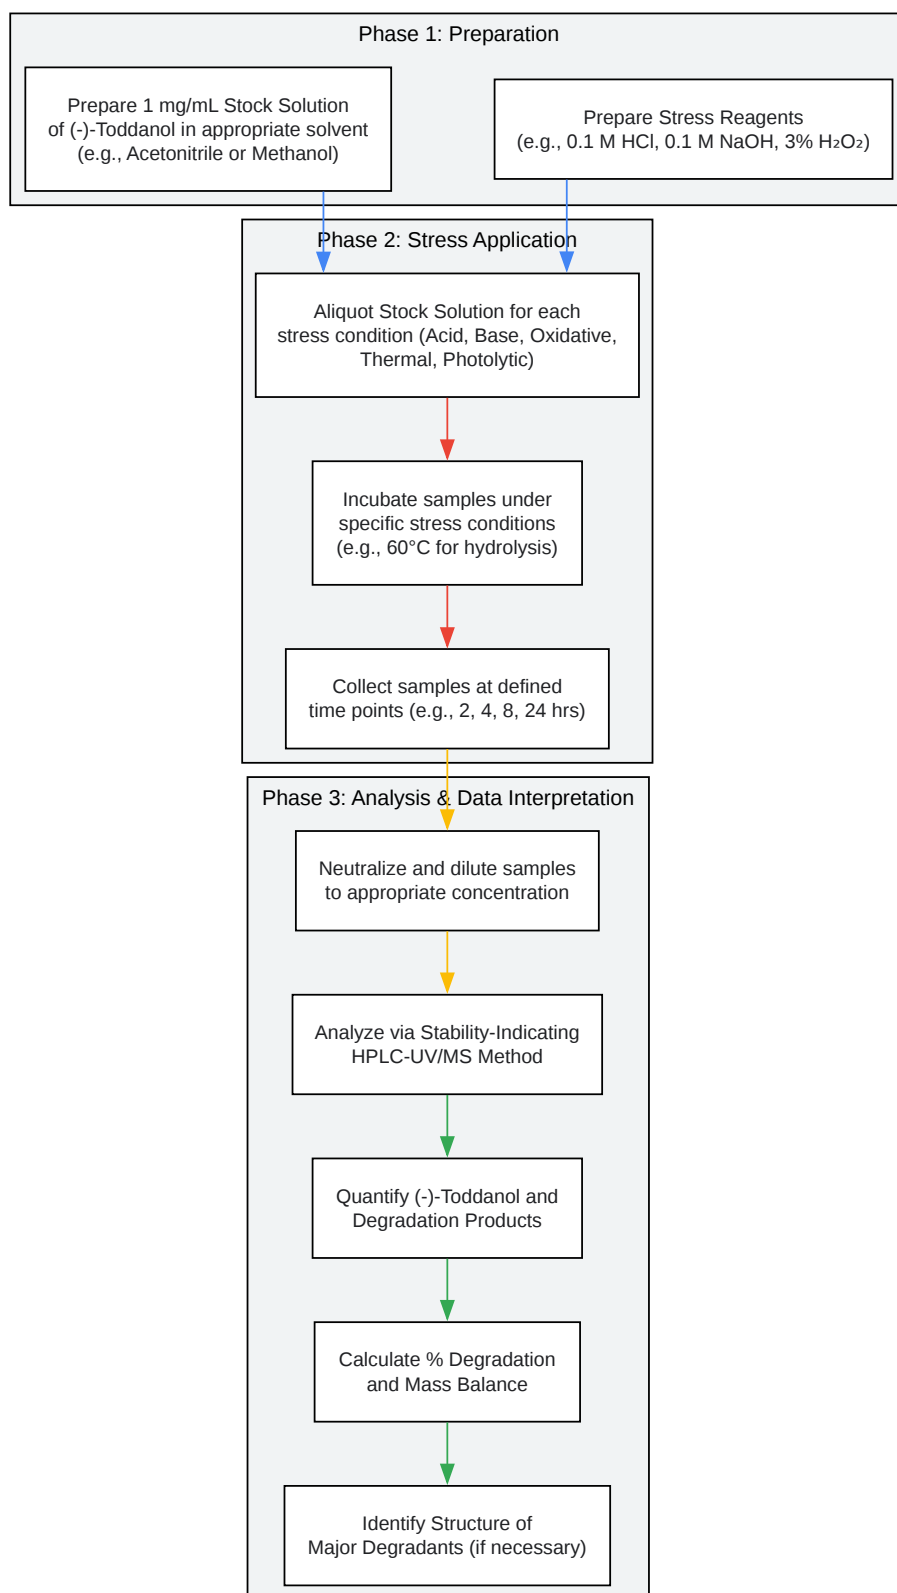 Phase 1: Preparation
Prepare 1 mg/mL Stock Solution
of (-)-Toddanol in appropriate solvent
(e.g., Acetonitrile or Methanol)
Prepare Stress Reagents
(e.g., 0.1 M HCl, 0.1 M NaOH, 3% H₂O₂)
Phase 2: Stress Application
Aliquot Stock Solution for each
stress condition (Acid, Base, Oxidative,
Thermal, Photolytic)
Incubate samples under
specific stress conditions
(e.g., 60°C for hydrolysis)
Collect samples at defined
time points (e.g., 2, 4, 8, 24 hrs)
Phase 3: Analysis & Data Interpretation
Neutralize and dilute samples
to appropriate concentration
Analyze via Stability-Indicating
HPLC-UV/MS Method
Quantify (-)-Toddanol and
Degradation Products
Calculate % Degradation
and Mass Balance
Identify Structure of
Major Degradants (if necessary)